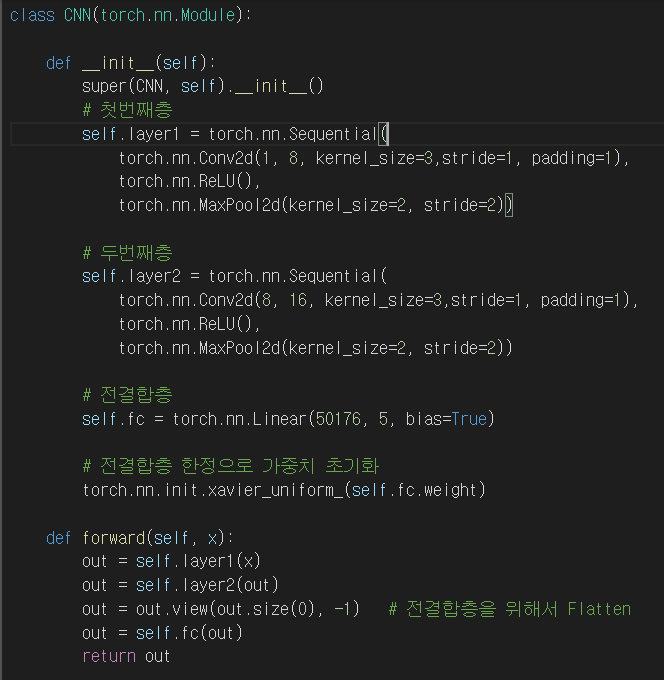 class CNN(torch.nn.Module):
def __init__(self):
super(CNN, self).__init__()
# 첫번째층
self.layer1 = torch.nn.Sequential(
torch.nn.Conv2d(1, 8, kernel_size=3,stride=1, padding=1),
torch.nn.ReLU(),
torch.nn.MaxPool2d(kernel_size=2, stride=2))
# 두번째층
self.layer2 = torch.nn.Sequential(
torch.nn.Conv2d(8, 16, kernel_size=3,stride=1, padding=1),
torch.nn.ReLU(),
torch.nn.MaxPool2d(kernel_size=2, stride=2))
# 전결합층
self.fc = torch.nn.Linear(50176, 5, bias=True)
# 전결합층 한정으로 가중치 초기화
torch.nn.init.xavier_uniform_(self.fc.weight)
def forward(self, x):
out = self.layer1(x)
out = self.layer2(out)
out = out.view(out.size(0), -1)   # 전결합층을 위해서 Flatten
out = self.fc(out)
return out